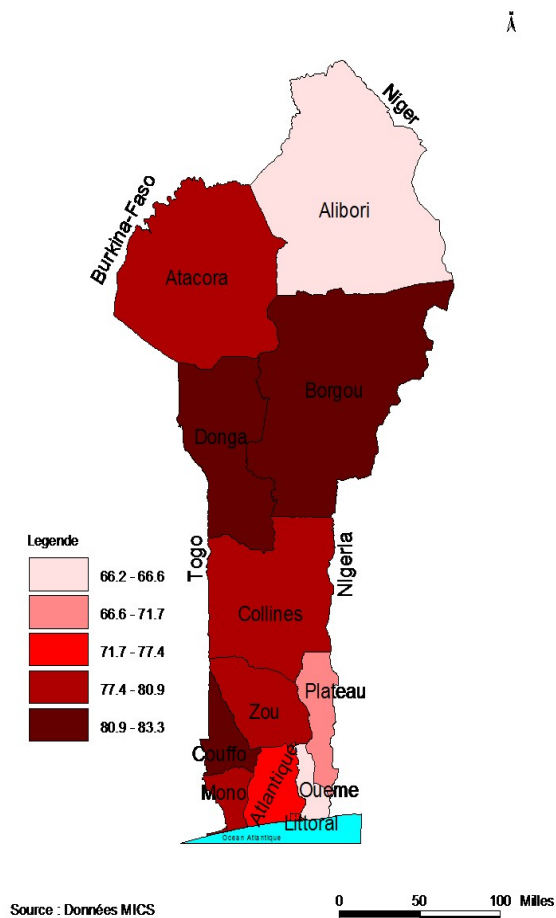 Niger
Burkina-Faso
Alibori
Atacora
Borgou
Donga
Legende
66.2 - 66.6
66.6 - 71.7
71.7 - 77.4
77.4 - 80.9
80.9 - 83.3
Togo
Nigeria
Collines
Plateau
Zou
Couffo
Atlantique
Mono
Oueme
Littoral
Ocean Atlantique
Source : Données MICS
0 50 100 Milles